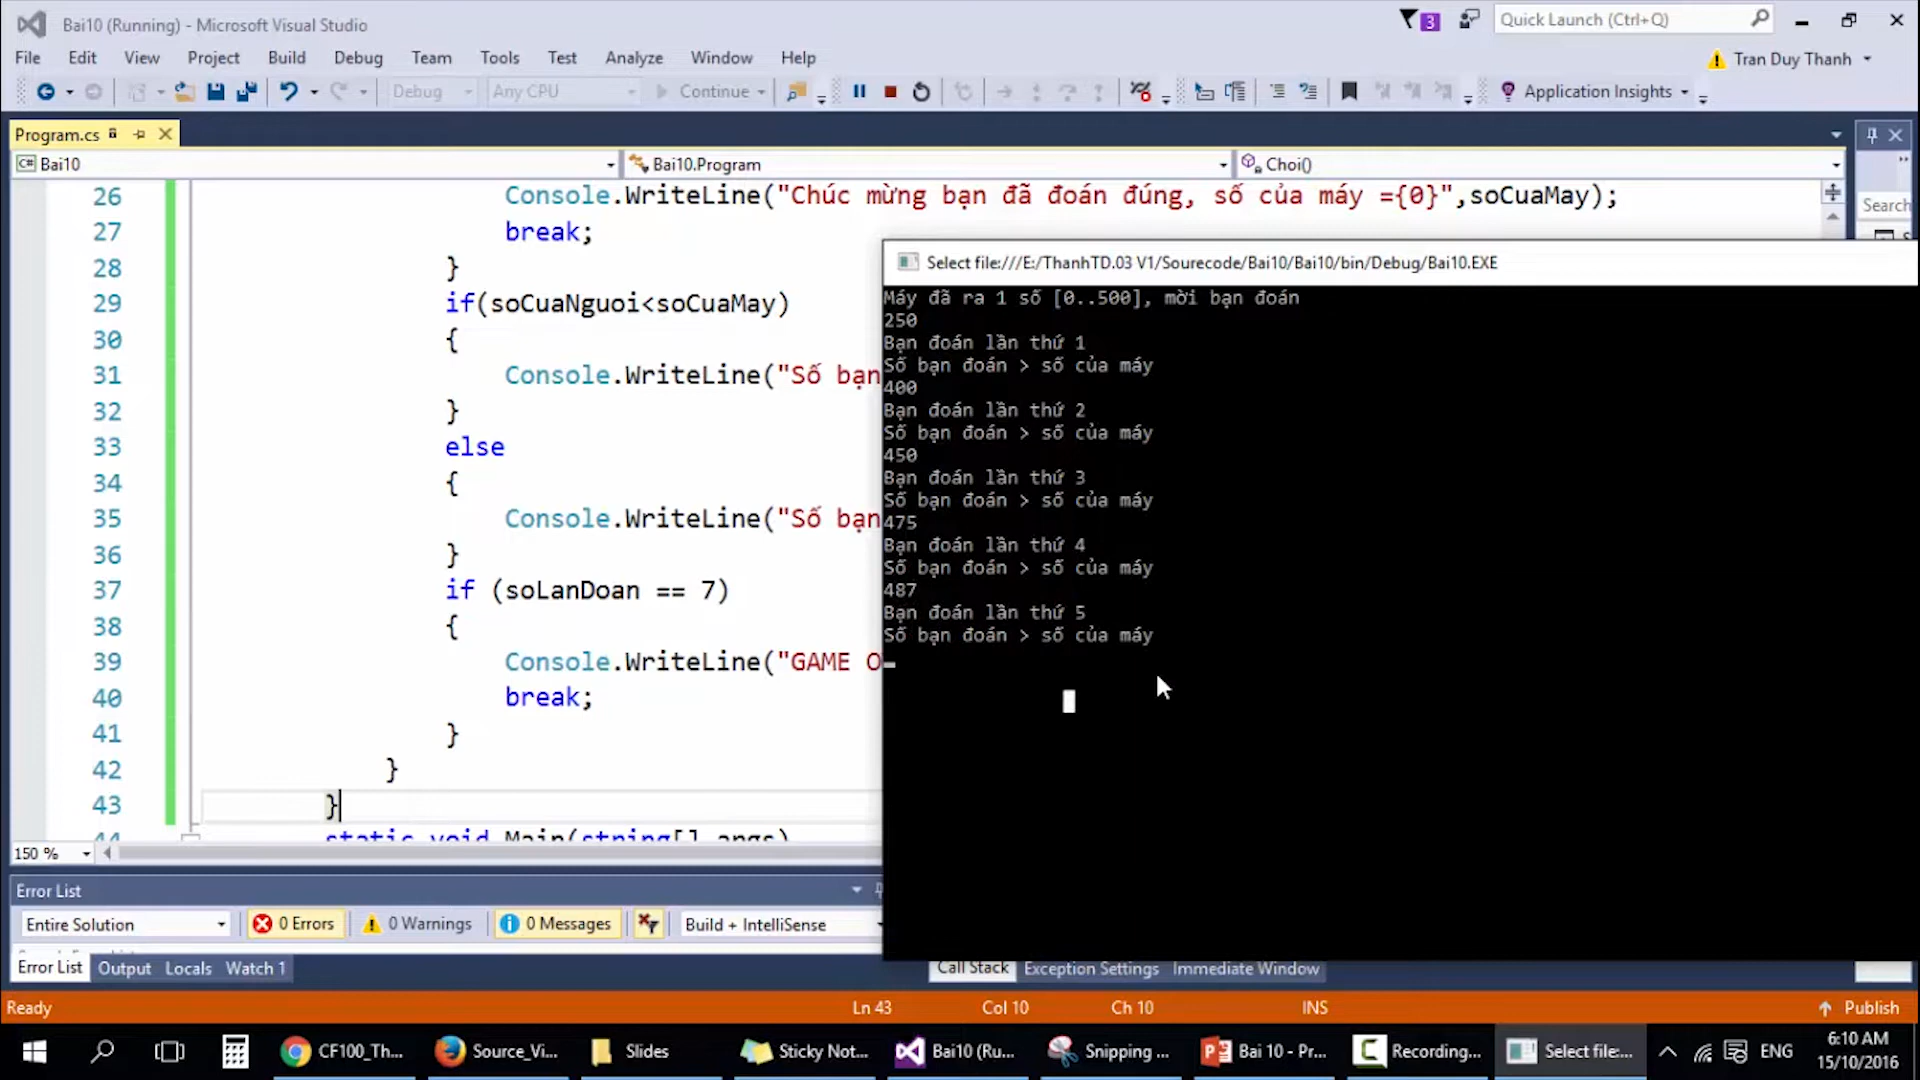 Bai10 (Running) - Microsoft Visual Studio
3
Quick Launch (Ctrl+Q)
File Edit View Project Build Debug Team Tools Test Analyze Window Help
Tran Duy Thanh
Debug Any CPU Continue Application Insights
Program.cs
Bai10 Bai10.Program Choi()
Search
26 Console.WriteLine("Chúc mừng bạn đã đoán đúng, số của máy ={0}",soCuaMay);
27 break;
28 }
29 if(soCuaNguoi<soCuaMay)
30 {
31 Console.WriteLine("Số bạn
32 }
33 else
34 {
35 Console.WriteLine("Số bạn
36 }
37 if (soLanDoan == 7)
38 {
39 Console.WriteLine("GAME O
40 break;
41 }
42 }
43 }
44 static void Main(string[] args)
Select file:///E:/ThanhTD.03 V1/Sourecode/Bai10/Bai10/bin/Debug/Bai10.EXE
Máy đã ra 1 số [0..500], mời bạn đoán
250
Bạn đoán lần thứ 1
Số bạn đoán > số của máy
400
Bạn đoán lần thứ 2
Số bạn đoán > số của máy
450
Bạn đoán lần thứ 3
Số bạn đoán > số của máy
475
Bạn đoán lần thứ 4
Số bạn đoán > số của máy
487
Bạn đoán lần thứ 5
Số bạn đoán > số của máy
150 %
Error List
Entire Solution 0 Errors 0 Warnings 0 Messages Build + IntelliSense
Error List Output Locals Watch 1 Call Stack Exception Settings Immediate Window
Ready Ln 43 Col 10 Ch 10 INS Publish
CF100_Th... Source_Vi... Slides Sticky Not... Bai10 (Ru... Snipping ... Bai 10 - Pr... Recording... Select file:... ENG
6:10 AM
15/10/2016